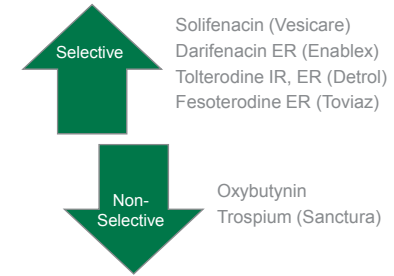 Selective
Solifenacin (Vesicare)
Darifenacin ER (Enablex)
Tolterodine IR, ER (Detrol)
Fesoterodine ER (Toviaz)
Non-
Selective
Oxybutynin
Trospium (Sanctura)